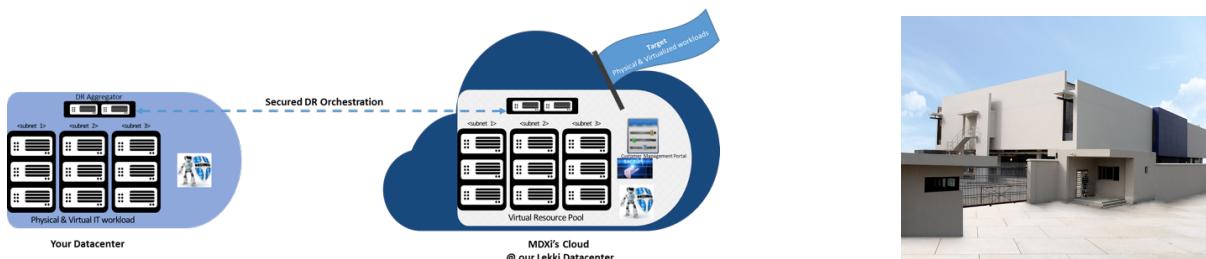 Target
Physical & Virtualized workloads
DR Aggregator
Secured DR Orchestration
<subnet 1> <subnet 2> <subnet 3>
<subnet 1> <subnet 2> <subnet 3>
Customer Management Portal
Physical & Virtual IT workload
Virtual Resource Pool
Your Datacenter
MDXi's Cloud
@ our Lekki Datacenter